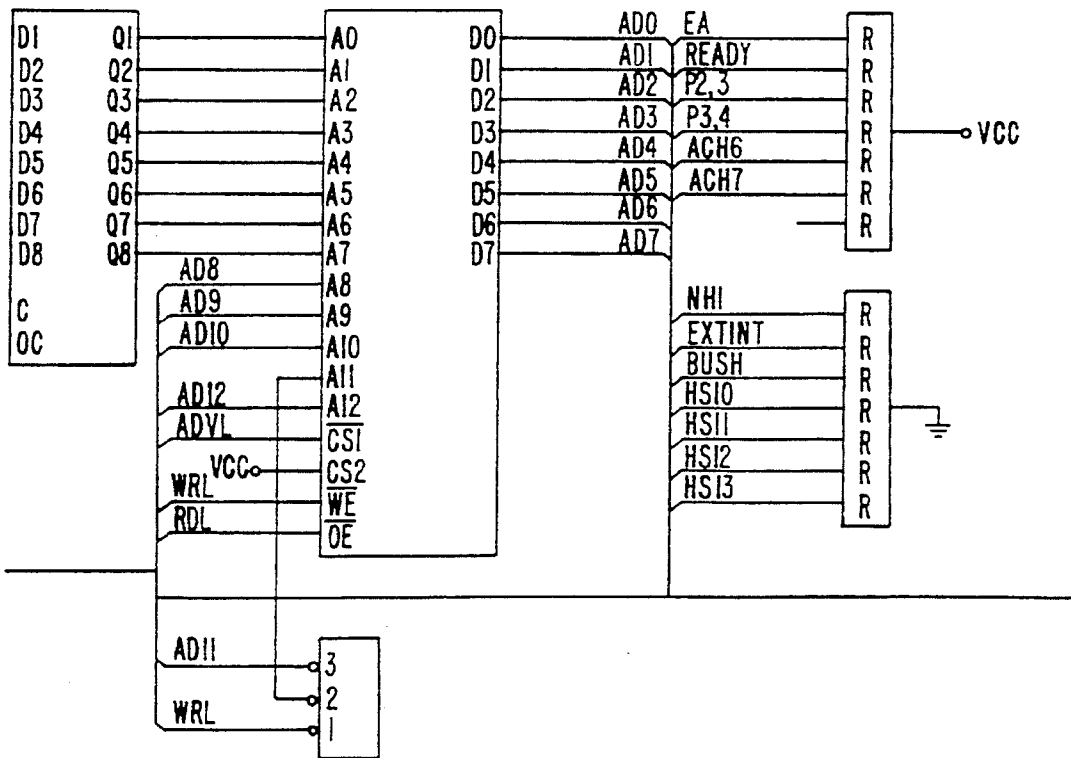 D1 Q1 A0 D0 AD0 EA R
D2 Q2 A1 D1 AD1 READY R
D3 Q3 A2 D2 AD2 P2,3 R
D4 Q4 A3 D3 AD3 P3,4 R VCC
D5 Q5 A4 D4 AD4 ACH6 R
D6 Q6 A5 D5 AD5 ACH7 R
D7 Q7 A6 D6 AD6 R
D8 Q8 A7 D7 AD7
AD8 A8
C AD9 A9 NHI R
OC AD10 A10 EXTINT R
A11 BUSH R
AD12 A12 HSI0 R
ADVL CS1 HSI1 R
VCC CS2 HSI2 R
WRL WE HSI3 R
RDL OE
AD11 3
2
WRL 1